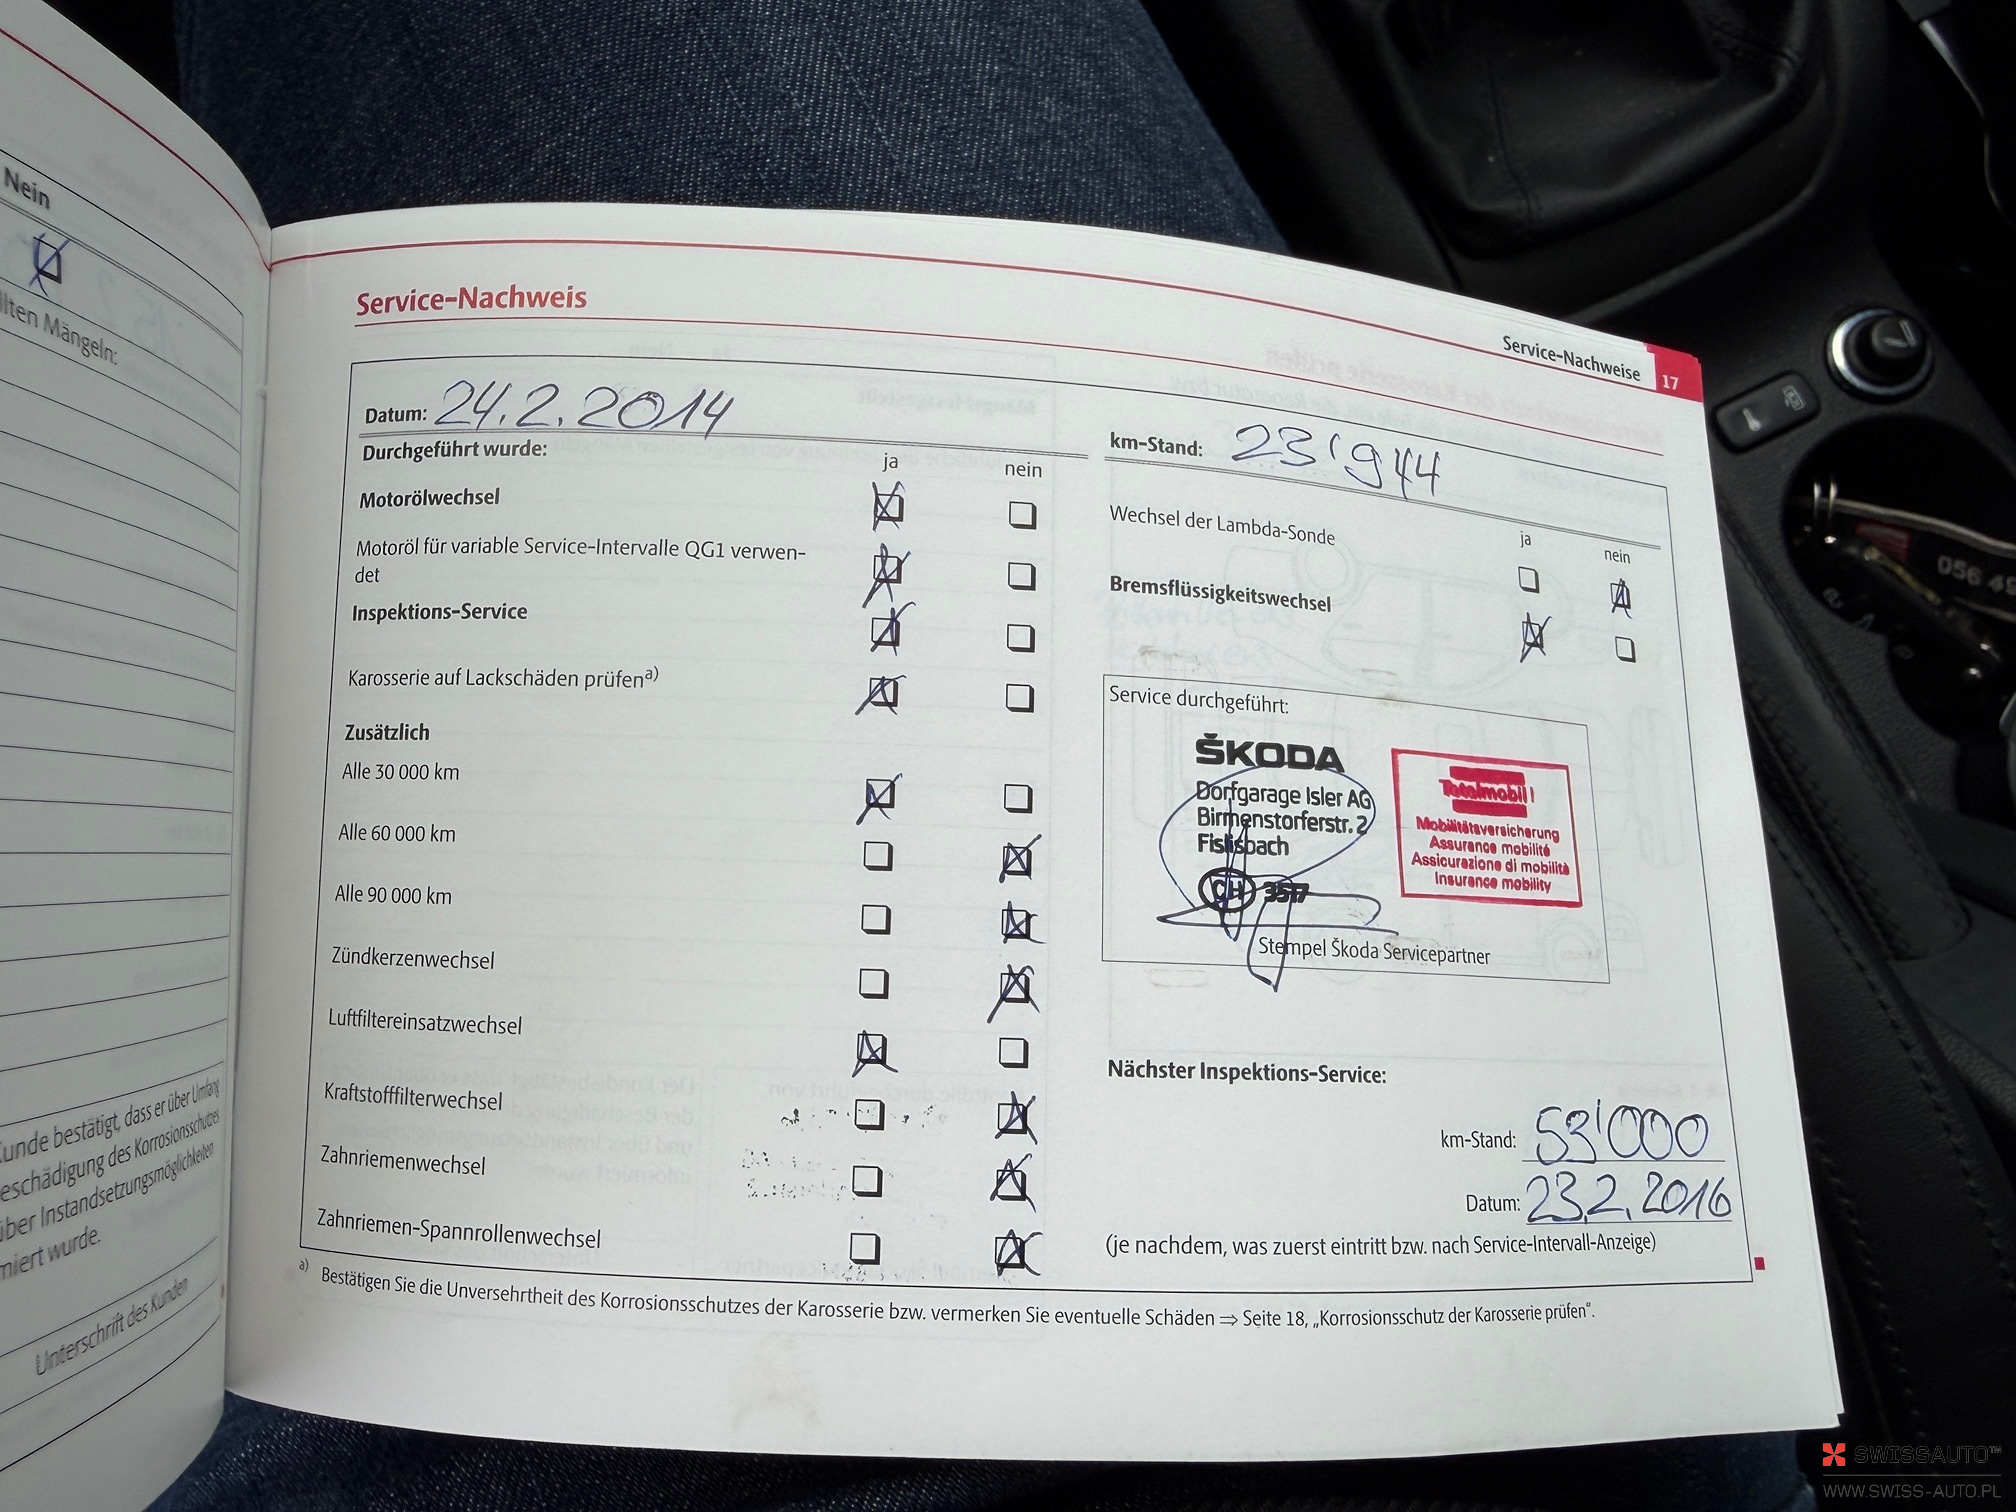 Nein
llten Mängeln:
Kunde bestätigt, dass er über Umfang
eschädigung des Korrosionsschutzes
über Instandsetzungsmöglichkeiten
miert wurde.
Unterschrift des Kunden
Service-Nachweise 17
Service-Nachweis
Datum: 24.2.2014
Durchgeführt wurde:
ja nein
Motorölwechsel
Motoröl für variable Service-Intervalle QG1 verwen-
det
Inspektions-Service
Karosserie auf Lackschäden prüfen a)
Zusätzlich
Alle 30 000 km
Alle 60 000 km
Alle 90 000 km
Zündkerzenwechsel
Luftfiltereinsatzwechsel
Kraftstofffilterwechsel
Zahnriemenwechsel
Zahnriemen-Spannrollenwechsel
km-Stand: 23'944
ja nein
Wechsel der Lambda-Sonde
Bremsflüssigkeitswechsel
Service durchgeführt:
ŠKODA
Dorfgarage Isler AG
Birmenstorferstr. 2
Fislisbach
CH 3517
Totalmobil!
Mobilitätsversicherung
Assurance mobilité
Assicurazione di mobilità
Insurance mobility
Stempel Škoda Servicepartner
Nächster Inspektions-Service:
km-Stand: 53'000
Datum: 23.2.2016
(je nachdem, was zuerst eintritt bzw. nach Service-Intervall-Anzeige)
a) Bestätigen Sie die Unversehrtheit des Korrosionsschutzes der Karosserie bzw. vermerken Sie eventuelle Schäden ⇒ Seite 18, „Korrosionsschutz der Karosserie prüfen".
056 49
SWISSAUTO™
WWW.SWISS-AUTO.PL